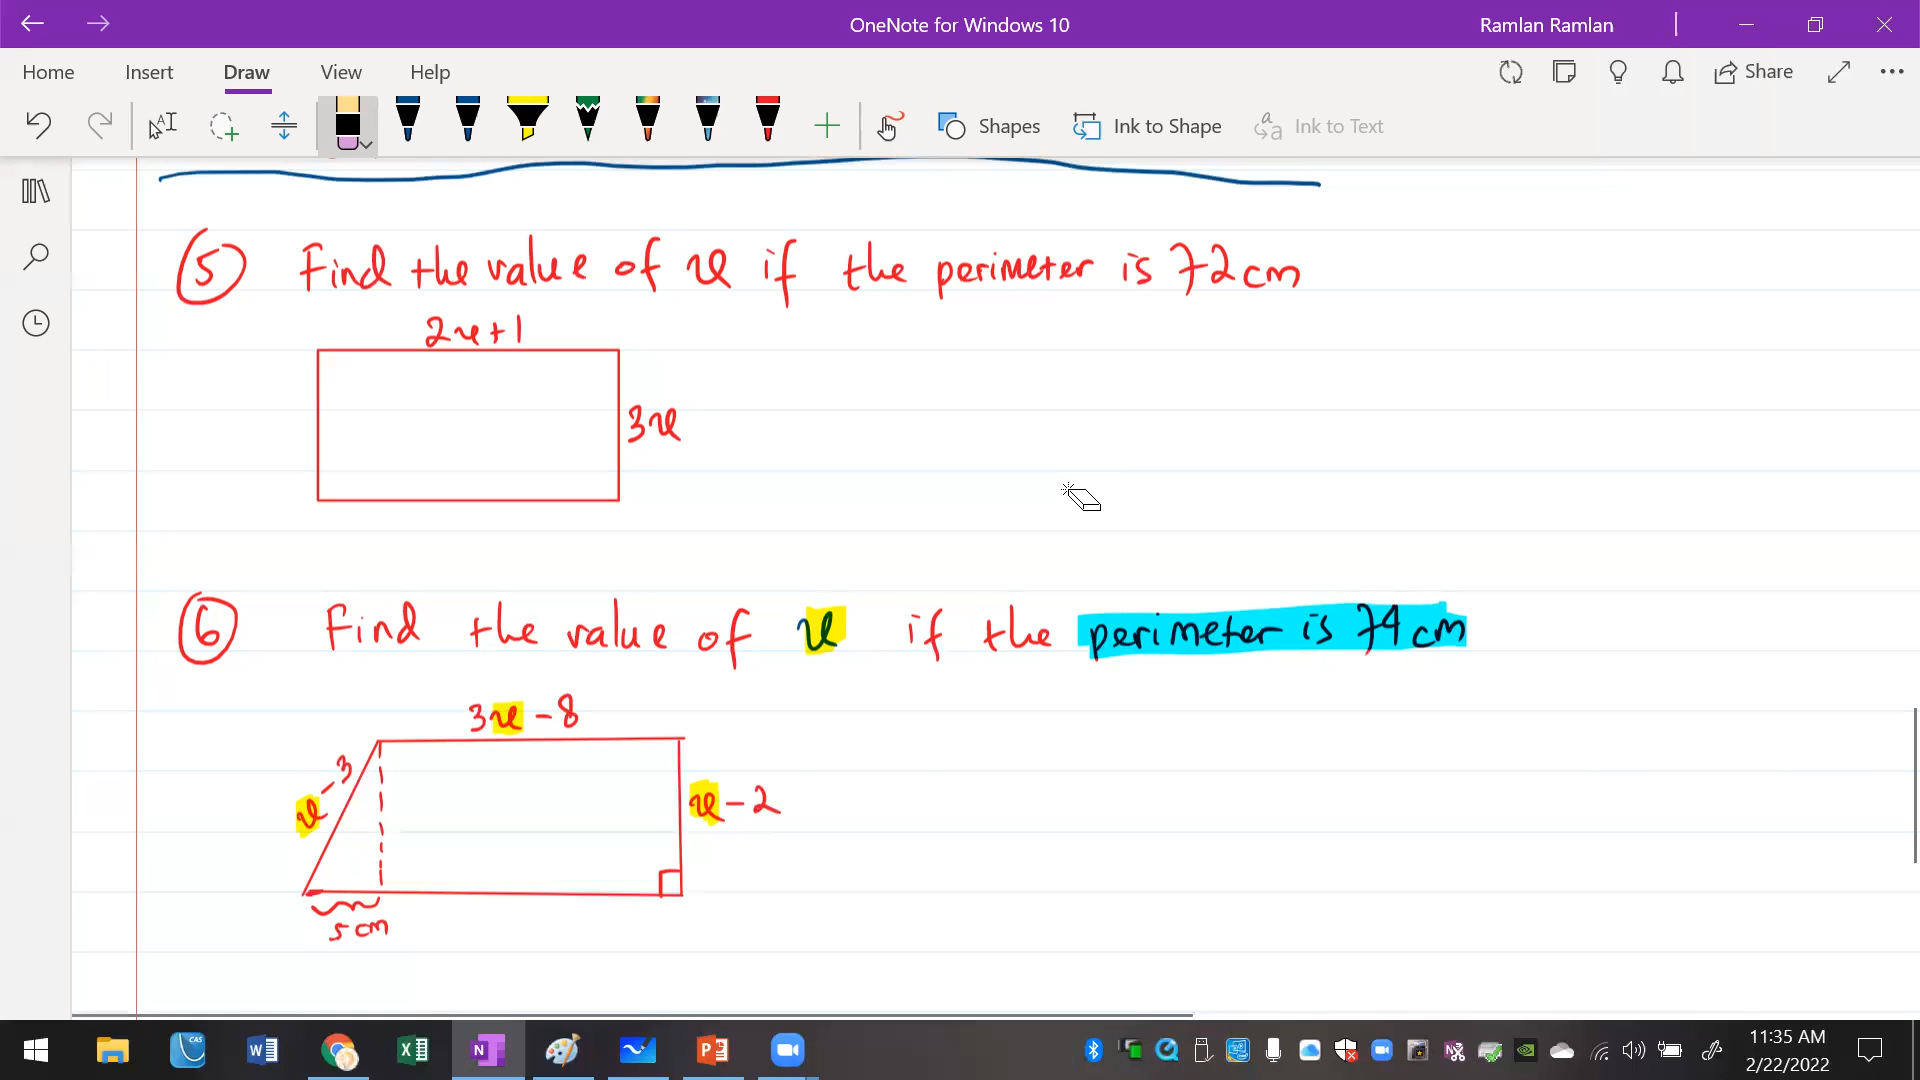 OneNote for Windows 10
Ramlan Ramlan
Home Insert Draw View Help
Share
Shapes Ink to Shape Ink to Text
5 Find the value of x if the perimeter is 72cm
2x+1
3x
6 Find the value of x if the perimeter is 74cm
3x-8
x-3
x-2
5cm
11:35 AM
2/22/2022